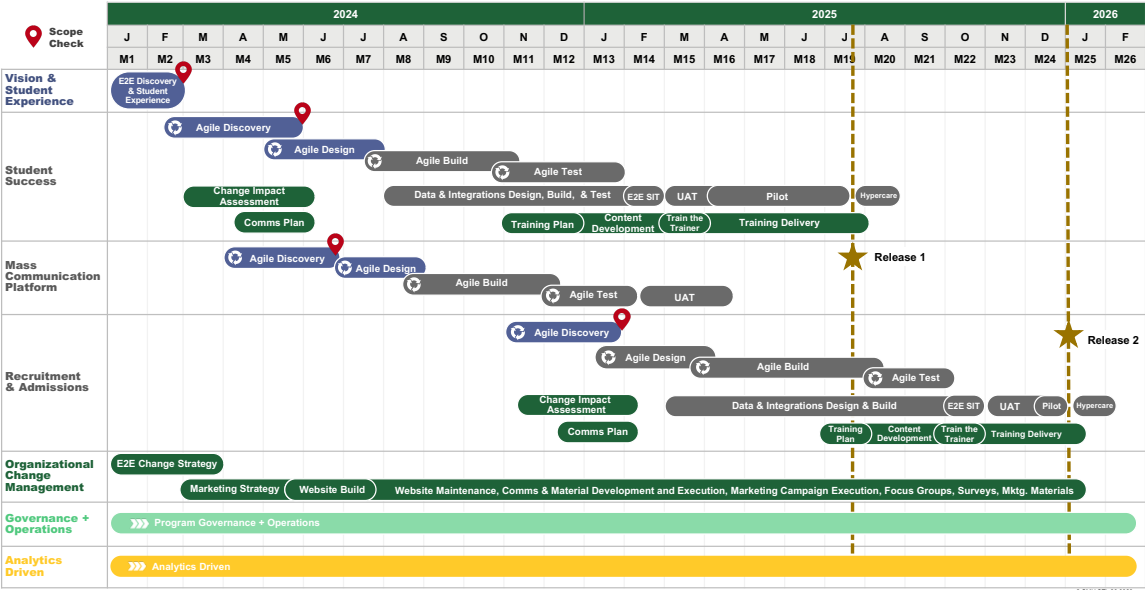 2024 2025 2026
Scope
Check
J F M A M J J A S O N D J F M A M J J A S O N D J F
M1 M2 M3 M4 M5 M6 M7 M8 M9 M10 M11 M12 M13 M14 M15 M16 M17 M18 M19 M20 M21 M22 M23 M24 M25 M26
Vision &
Student
Experience
E2E Discovery
& Student
Experience
Student
Success
Agile Discovery
Agile Design
Agile Build
Agile Test
Change Impact
Assessment
Data & Integrations Design, Build, & Test
E2E SIT
UAT
Pilot
Hypercare
Comms Plan
Training Plan
Content
Development
Train the
Trainer
Training Delivery
Mass
Communication
Platform
Agile Discovery
Agile Design
Agile Build
Agile Test
UAT
Release 1
Recruitment
& Admissions
Agile Discovery
Agile Design
Agile Build
Agile Test
Release 2
Change Impact
Assessment
Data & Integrations Design & Build
E2E SIT
UAT
Pilot
Hypercare
Comms Plan
Training
Plan
Content
Development
Train the
Trainer
Training Delivery
Organizational
Change
Management
E2E Change Strategy
Marketing Strategy
Website Build
Website Maintenance, Comms & Material Development and Execution, Marketing Campaign Execution, Focus Groups, Surveys, Mktg. Materials
Governance +
Operations
Program Governance + Operations
Analytics
Driven
Analytics Driven